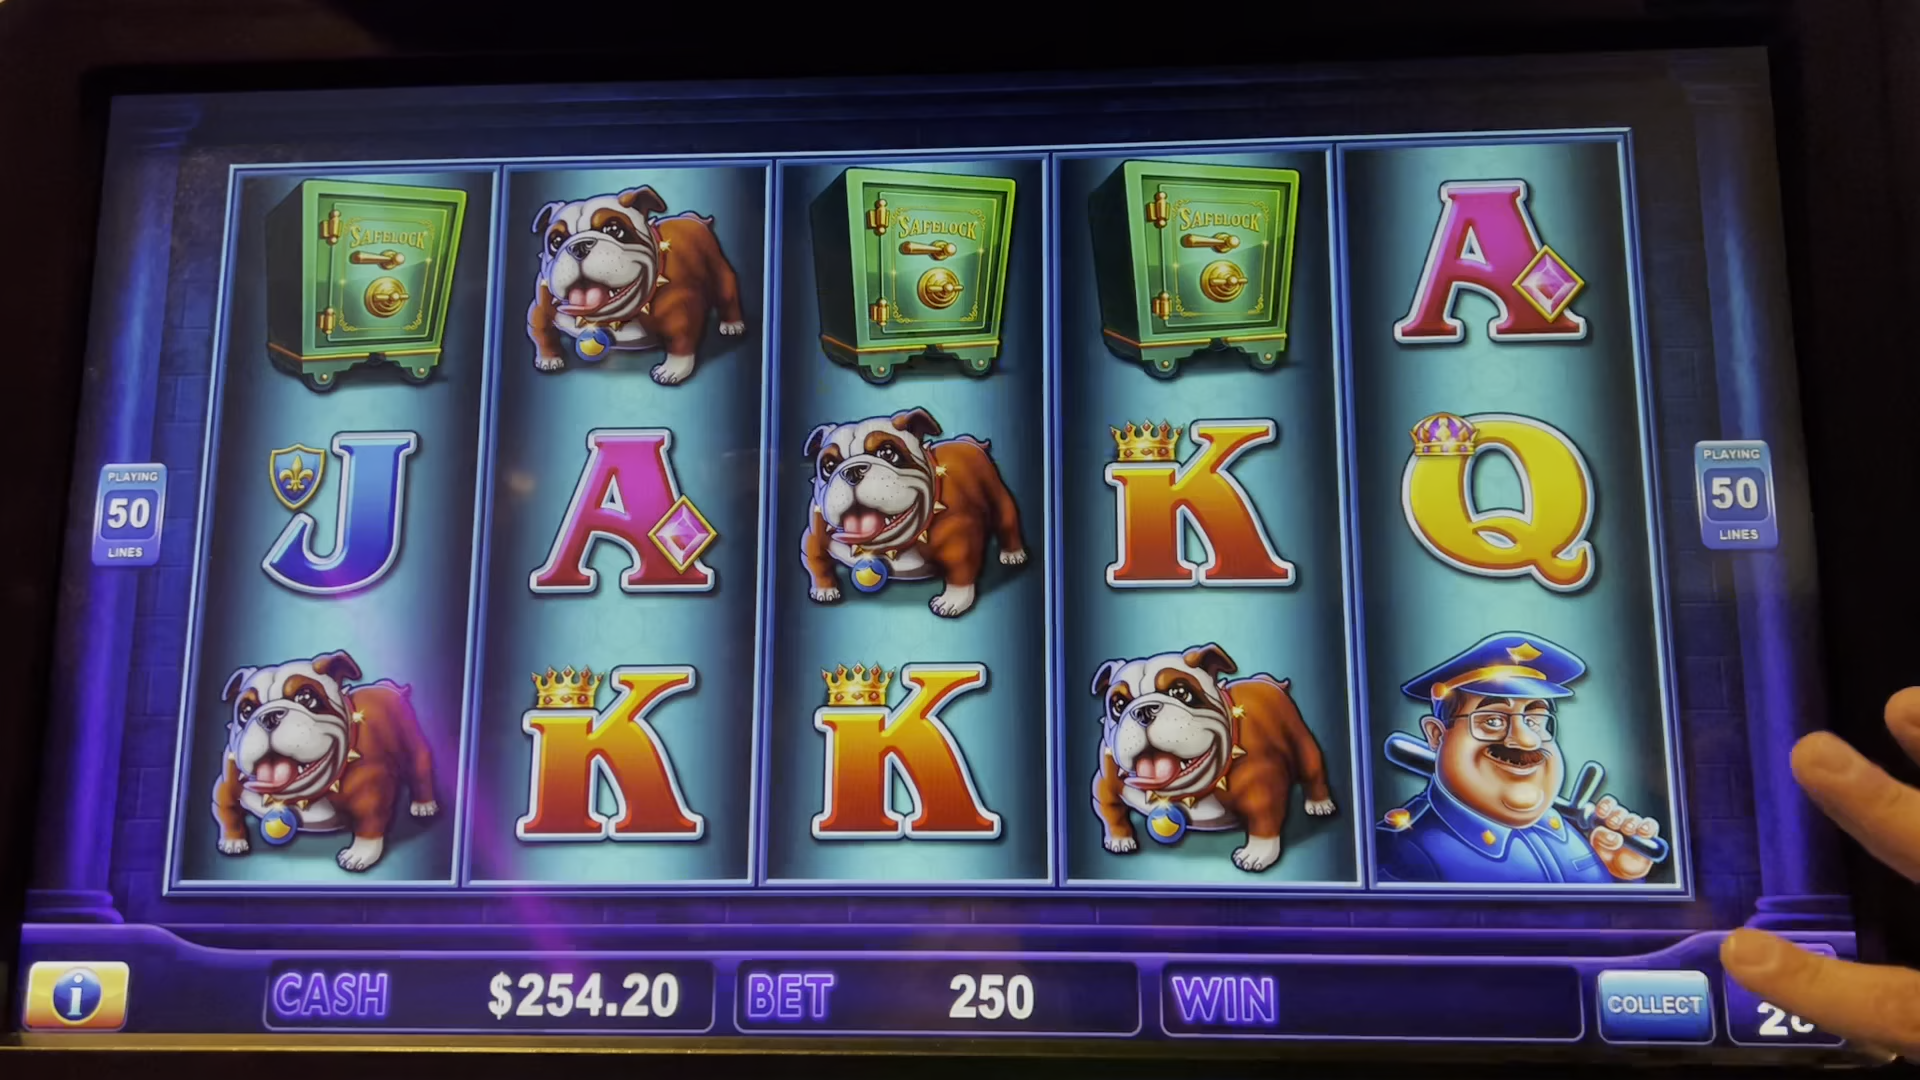 SAFELOCK
SAFELOCK
SAFELOCK
A
J
A
K
Q
K
K
PLAYING
50
LINES
PLAYING
50
LINES
CASH $254.20 BET 250 WIN COLLECT